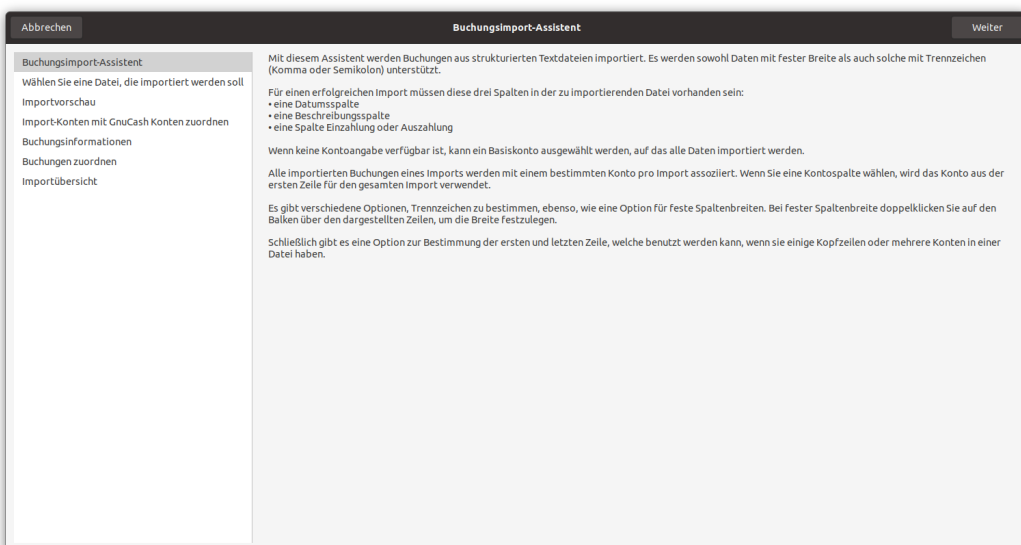 Abbrechen
Buchungsimport-Assistent
Weiter
Buchungsimport-Assistent
Wählen Sie eine Datei, die importiert werden soll
Importvorschau
Import-Konten mit GnuCash Konten zuordnen
Buchungsinformationen
Buchungen zuordnen
Importübersicht
Mit diesem Assistent werden Buchungen aus strukturierten Textdateien importiert. Es werden sowohl Daten mit fester Breite als auch solche mit Trennzeichen
(Komma oder Semikolon) unterstützt.
Für einen erfolgreichen Import müssen diese drei Spalten in der zu importierenden Datei vorhanden sein:
• eine Datumsspalte
• eine Beschreibungsspalte
• eine Spalte Einzahlung oder Auszahlung
Wenn keine Kontoangabe verfügbar ist, kann ein Basiskonto ausgewählt werden, auf das alle Daten importiert werden.
Alle importierten Buchungen eines Imports werden mit einem bestimmten Konto pro Import assoziiert. Wenn Sie eine Kontospalte wählen, wird das Konto aus der
ersten Zeile für den gesamten Import verwendet.
Es gibt verschiedene Optionen, Trennzeichen zu bestimmen, ebenso, wie eine Option für feste Spaltenbreiten. Bei fester Spaltenbreite doppelklicken Sie auf den
Balken über den dargestellten Zeilen, um die Breite festzulegen.
Schließlich gibt es eine Option zur Bestimmung der ersten und letzten Zeile, welche benutzt werden kann, wenn sie einige Kopfzeilen oder mehrere Konten in einer
Datei haben.